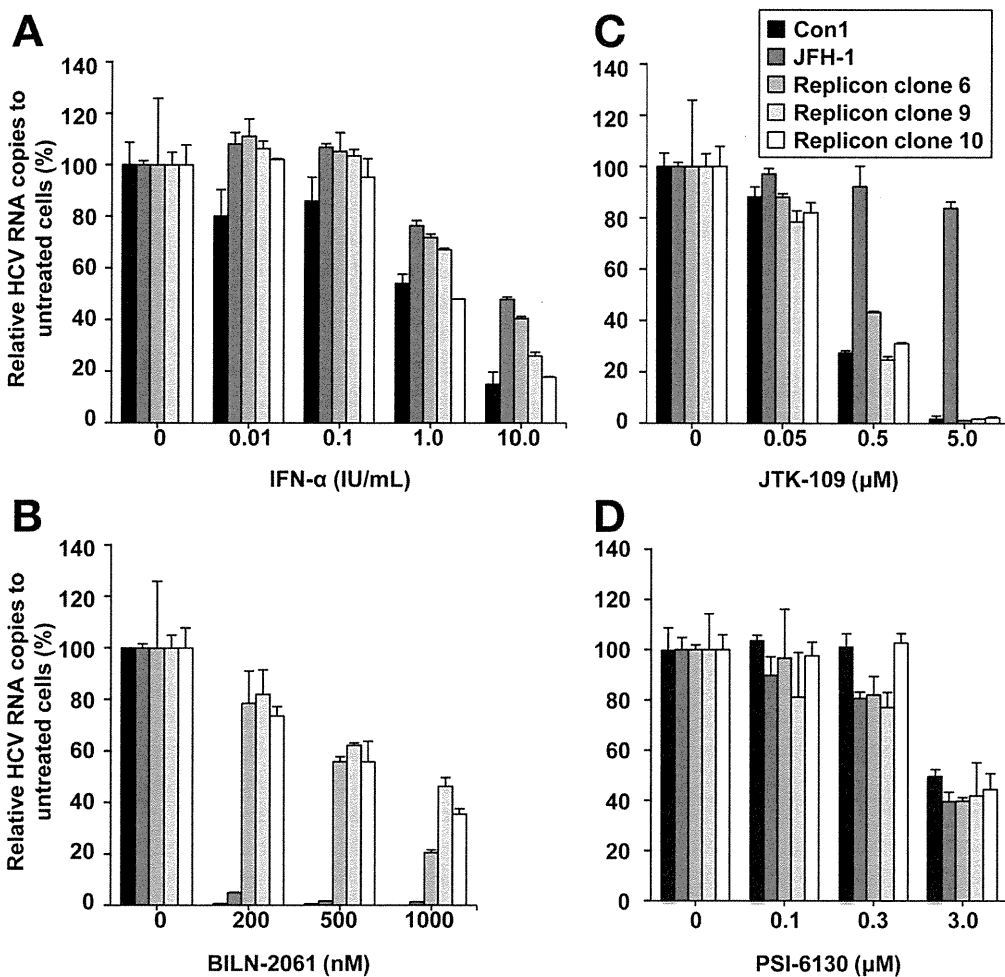 A
Relative HCV RNA copies to
untreated cells (%)
140
120
100
80
60
40
20
0
0 0.01 0.1 1.0 10.0
IFN-α (IU/mL)
C
Con1
JFH-1
Replicon clone 6
Replicon clone 9
Replicon clone 10
140
120
100
80
60
40
20
0
0 0.05 0.5 5.0
JTK-109 (µM)
B
Relative HCV RNA copies to
untreated cells (%)
140
120
100
80
60
40
20
0
0 200 500 1000
BILN-2061 (nM)
D
140
120
100
80
60
40
20
0
0 0.1 0.3 3.0
PSI-6130 (µM)